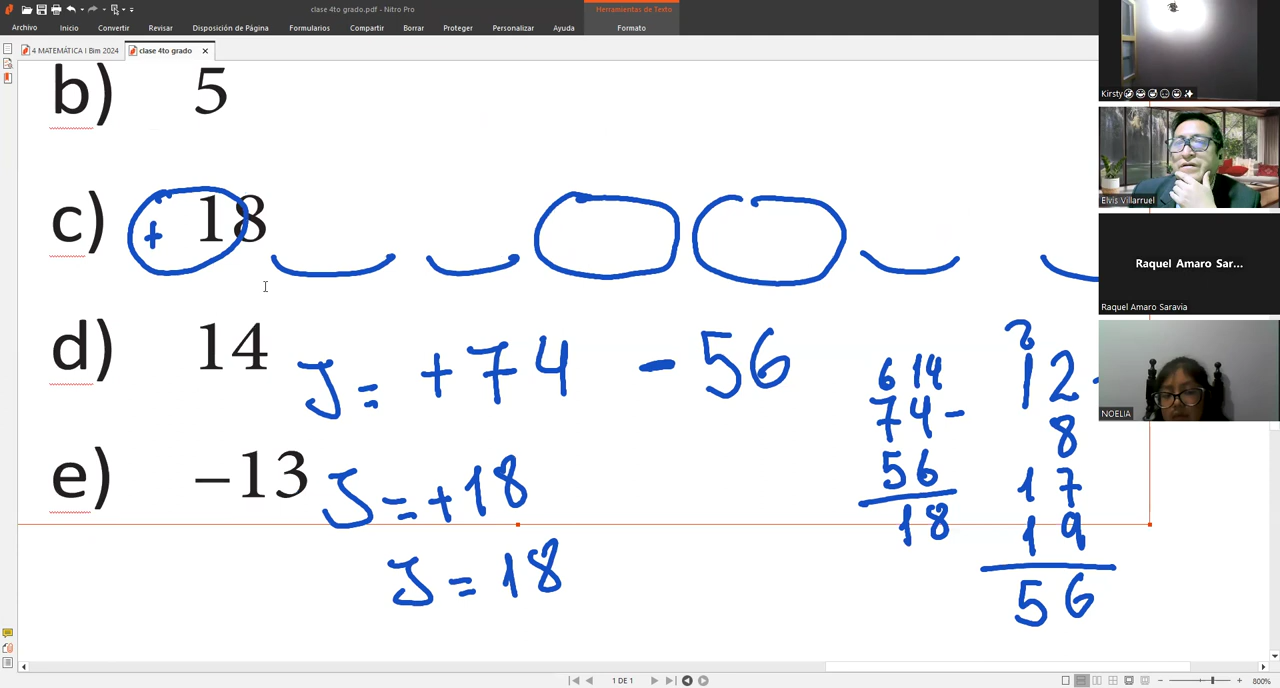 clase 4to grado.pdf - Nitro Pro
Herramientas de Texto
Archivo Inicio Convertir Revisar Disposición de Página Formularios Compartir Borrar Proteger Personalizar Ayuda Formato
4 MATEMÁTICA I Bim 2024 clase 4to grado
b) 5
c) + 18
d) 14
J = +74 - 56
e) -13
J = +18
J = 18
6 14
74 -
56
18
2
12
8
17
19
56
Kirsty
Elvis Villarruel
Raquel Amaro Sar...
Raquel Amaro Saravia
NOELIA
1 DE 1
800%